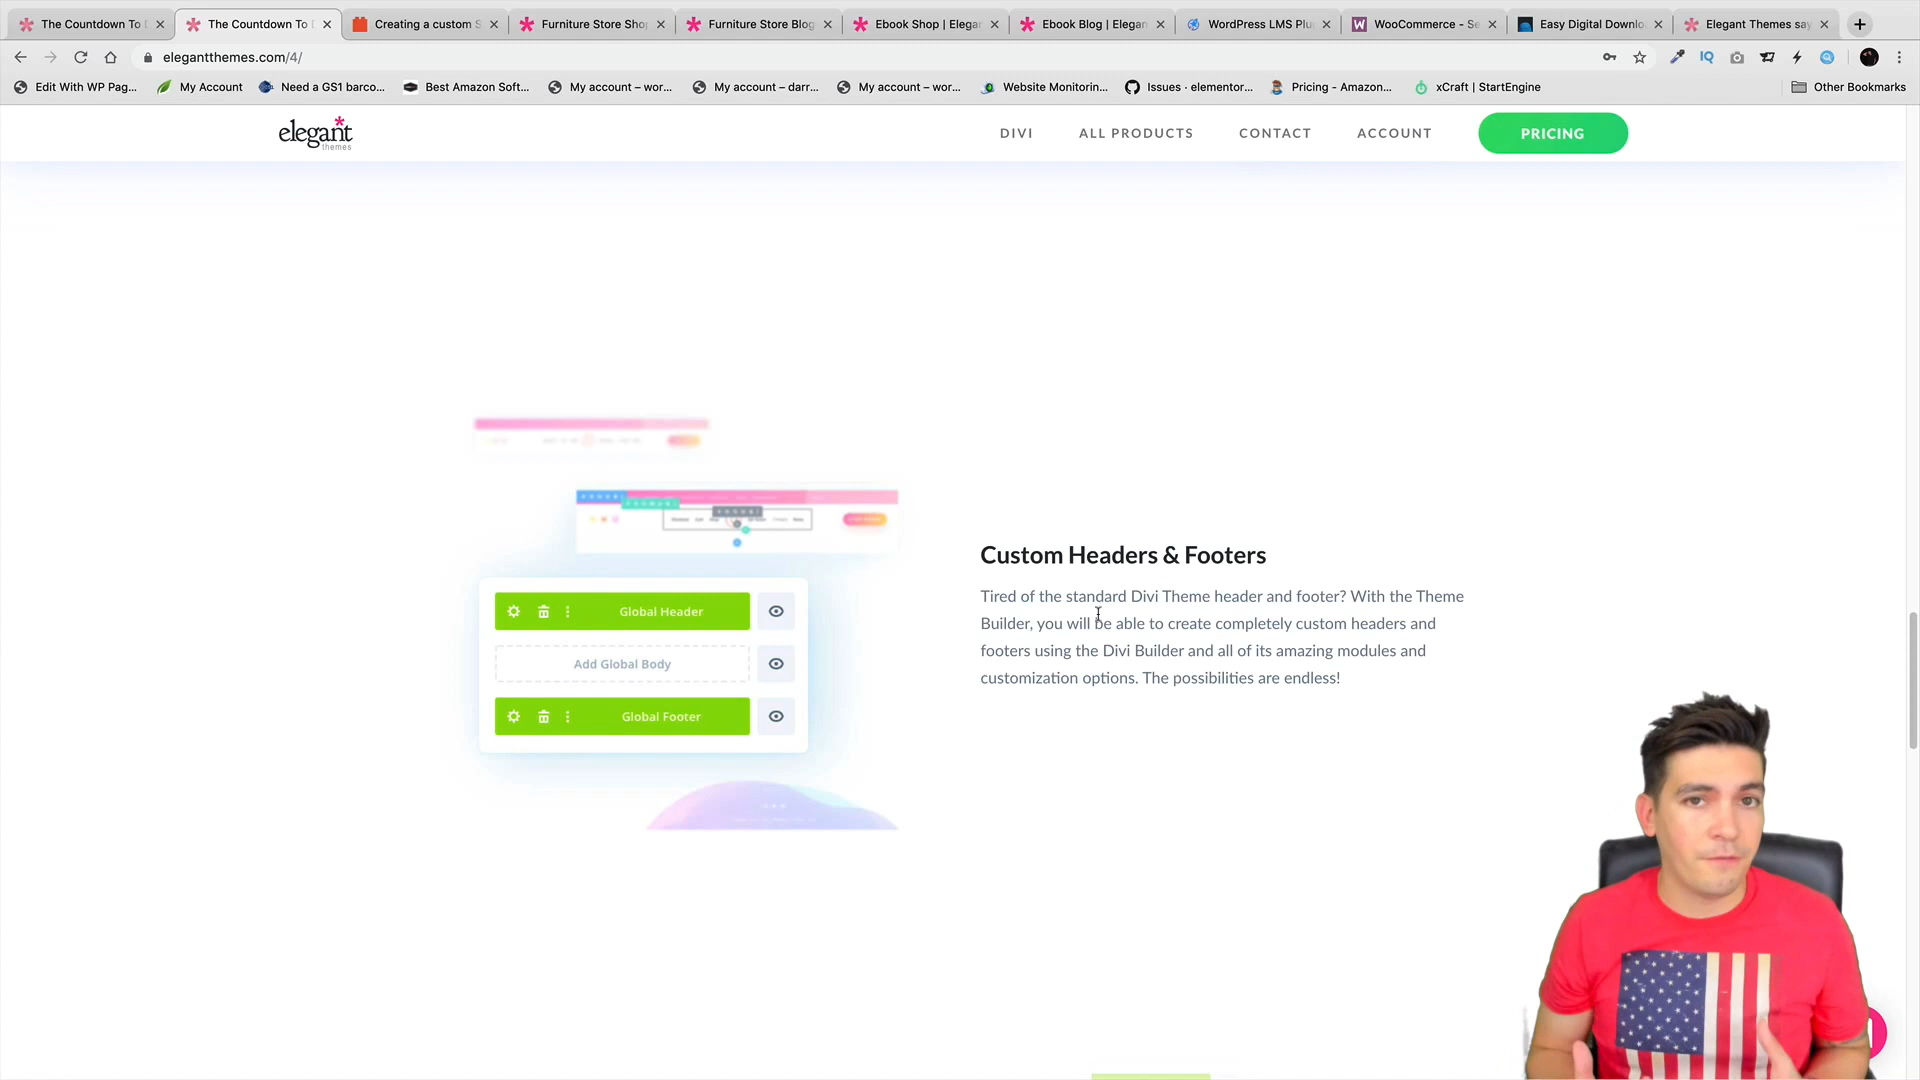 The Countdown To D
The Countdown To D
Creating a custom S
Furniture Store Shop
Furniture Store Blog
Ebook Shop | Elegan
Ebook Blog | Elegan
WordPress LMS Plu
WooCommerce - Se
Easy Digital Downlo
Elegant Themes say
elegantthemes.com/4/
IQ
Edit With WP Pag...
My Account
Need a GS1 barco...
Best Amazon Soft...
My account – wor...
My account – darr...
My account – wor...
Website Monitorin...
Issues · elementor...
Pricing - Amazon...
xCraft | StartEngine
Other Bookmarks
elegant
themes
DIVI
ALL PRODUCTS
CONTACT
ACCOUNT
PRICING
Global Header
Add Global Body
Global Footer
Custom Headers & Footers
Tired of the standard Divi Theme header and footer? With the Theme
Builder, you will be able to create completely custom headers and
footers using the Divi Builder and all of its amazing modules and
customization options. The possibilities are endless!